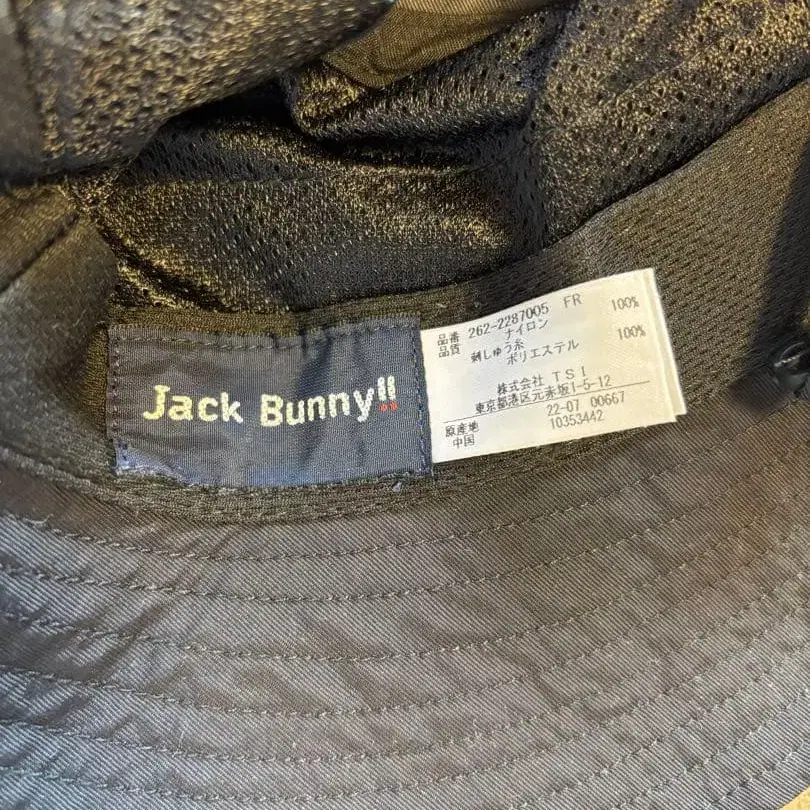 Jack Bunny!!
品番 262-2287005 FR
品質 ナイロン 100%
刺しゅう糸
ポリエステル 100%
株式会社 TSI
東京都港区元赤坂1-5-12
22-07 00667
原産地 10353442
中国